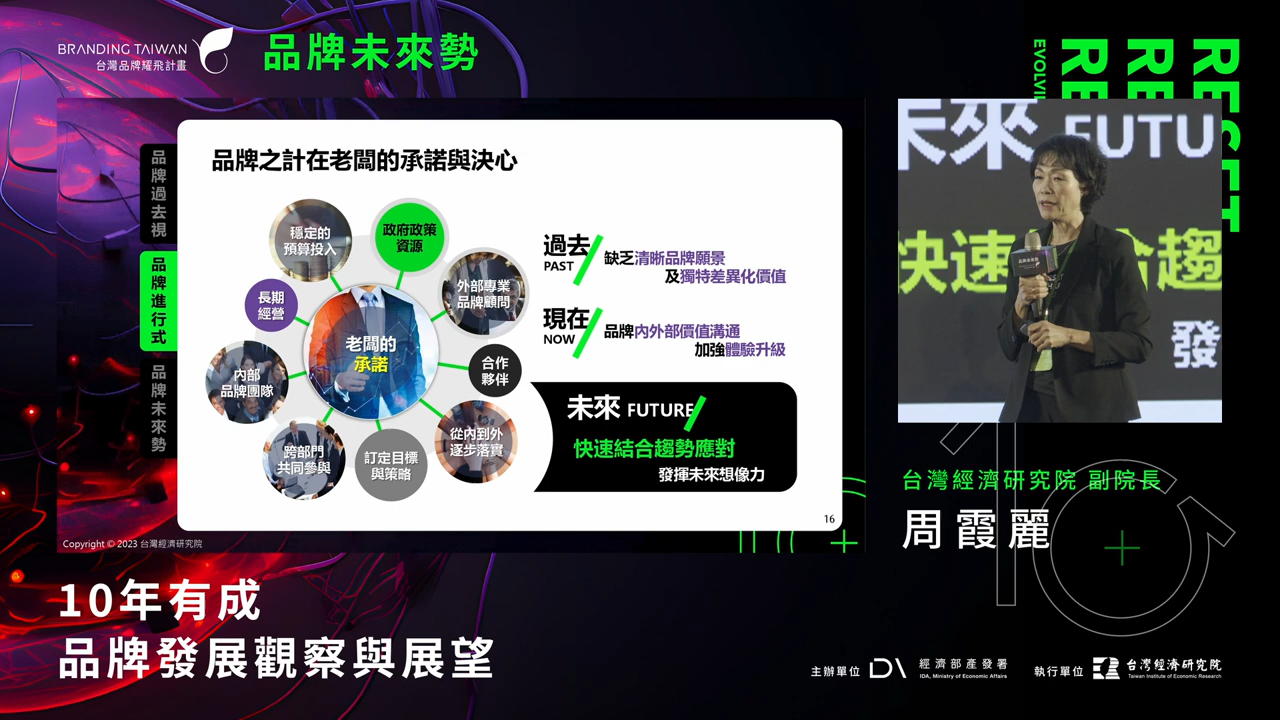 BRANDING TAIWAN
台灣品牌耀飛計畫
品牌未來勢
品牌過去視
品牌進行式
品牌未來勢
品牌之計在老闆的承諾與決心
穩定的
預算投入
政府政策
資源
外部專業
品牌顧問
長期
經營
老闆的
承諾
合作
夥伴
內部
品牌團隊
跨部門
共同參與
訂定目標
與策略
從內到外
逐步落實
過去
PAST
缺乏清晰品牌願景
及獨特差異化價值
現在
NOW
品牌內外部價值溝通
加強體驗升級
未來 FUTURE
快速結合趨勢應對
發揮未來想像力
16
Copyright © 2023 台灣經濟研究院
未來 FUTU
快速結合趨
發
RESET
RE
RE
EVOLVI
台灣經濟研究院 副院長
周霞麗
10年有成
品牌發展觀察與展望
主辦單位
經濟部產發署
IDA, Ministry of Economic Affairs
執行單位
台灣經濟研究院
Taiwan Institute of Economic Research